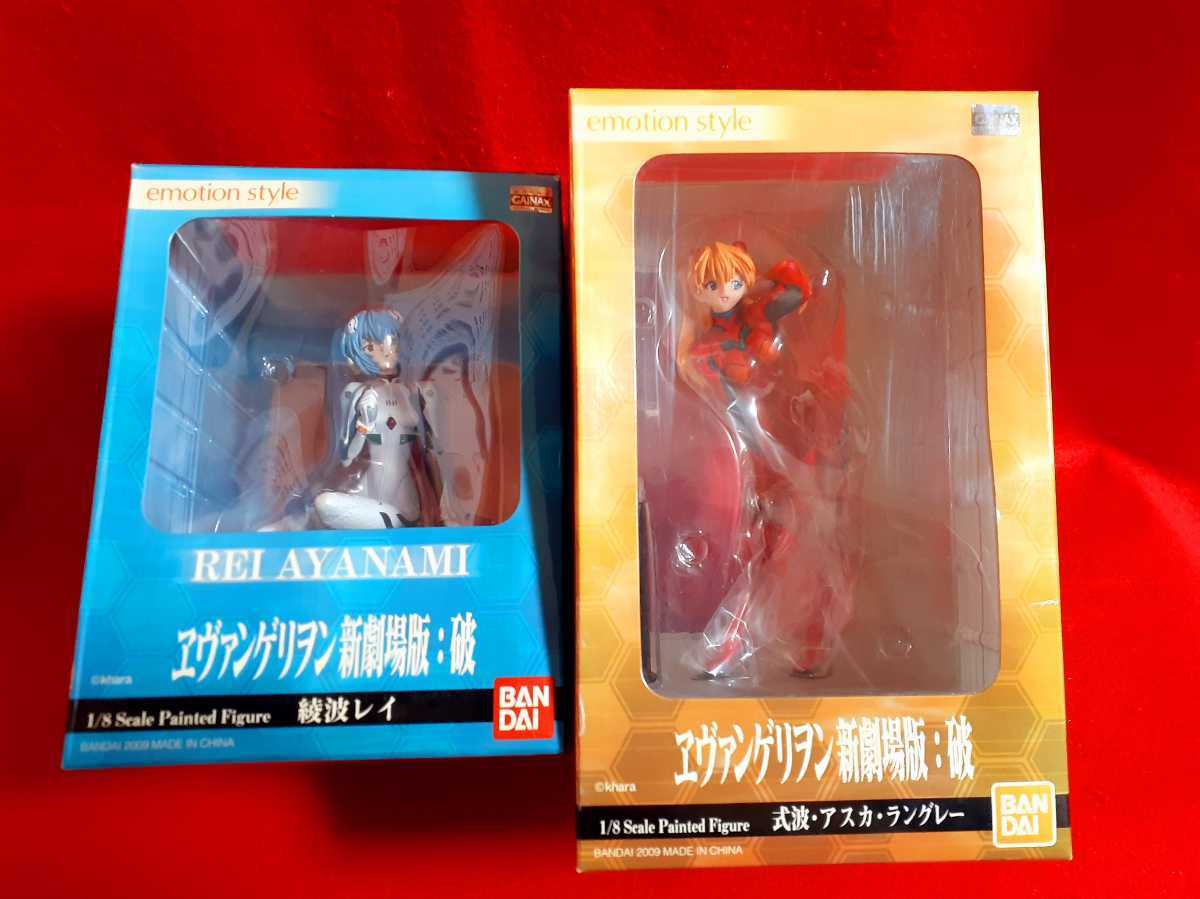 emotion style
GAINAX
REI AYANAMI
ヱヴァンゲリヲン 新劇場版：破
©khara
1/8 Scale Painted Figure 綾波レイ
BAN
DAI
BANDAI 2009 MADE IN CHINA
emotion style
GAINAX
ヱヴァンゲリヲン 新劇場版：破
©khara
1/8 Scale Painted Figure 式波・アスカ・ラングレー
BAN
DAI
BANDAI 2009 MADE IN CHINA